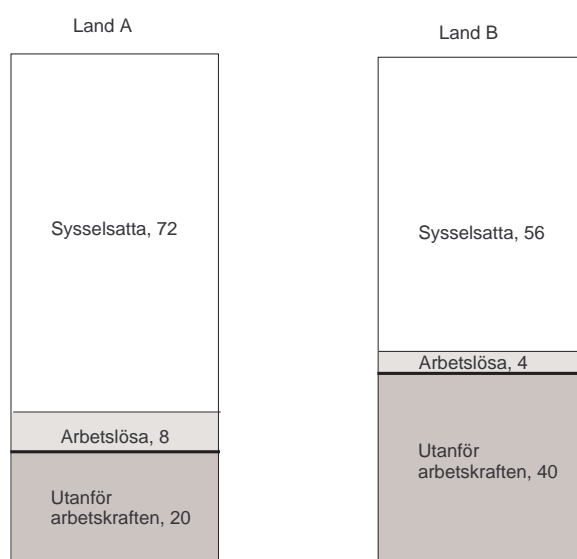 Land A
Land B
Sysselsatta, 72
Sysselsatta, 56
Arbetslösa, 4
Arbetslösa, 8
Utanför
arbetskraften, 40
Utanför
arbetskraften, 20